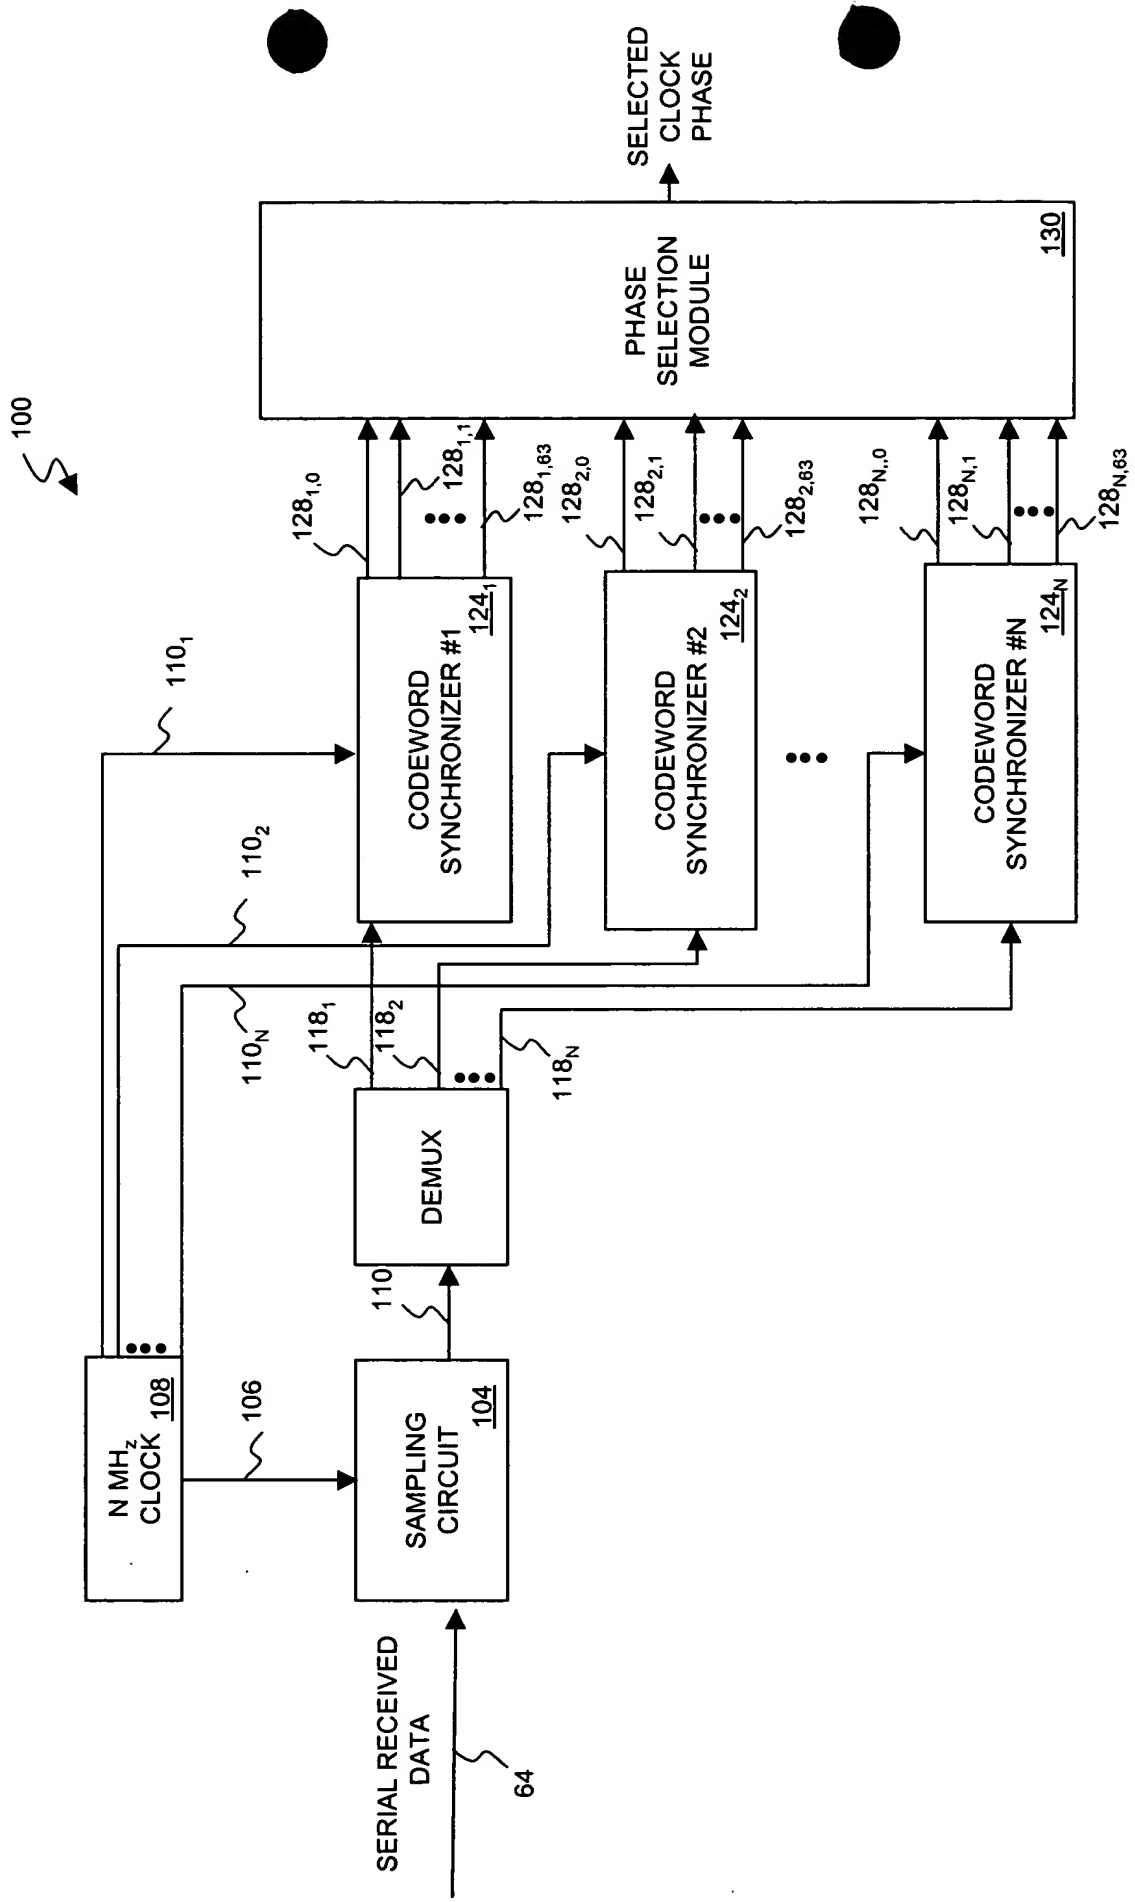 100
N MHz
CLOCK
108
106
110₁
110₂
110N
SERIAL RECEIVED
DATA
64
SAMPLING
CIRCUIT
104
110
DEMUX
118₁
118₂
118N
CODEWORD
SYNCHRONIZER #1
124₁
CODEWORD
SYNCHRONIZER #2
124₂
CODEWORD
SYNCHRONIZER #N
124N
128₁,₀
128₁,₁
128₁,₆₃
128₂,₀
128₂,₁
128₂,₆₃
128N,,₀
128N,₁
128N,₆₃
PHASE
SELECTION
MODULE
130
SELECTED
CLOCK
PHASE